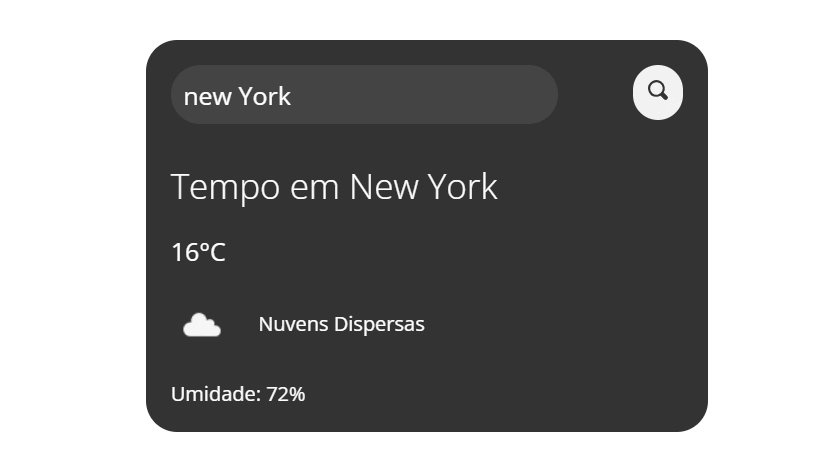 new York
Tempo em New York
16°C
Nuvens Dispersas
Umidade: 72%